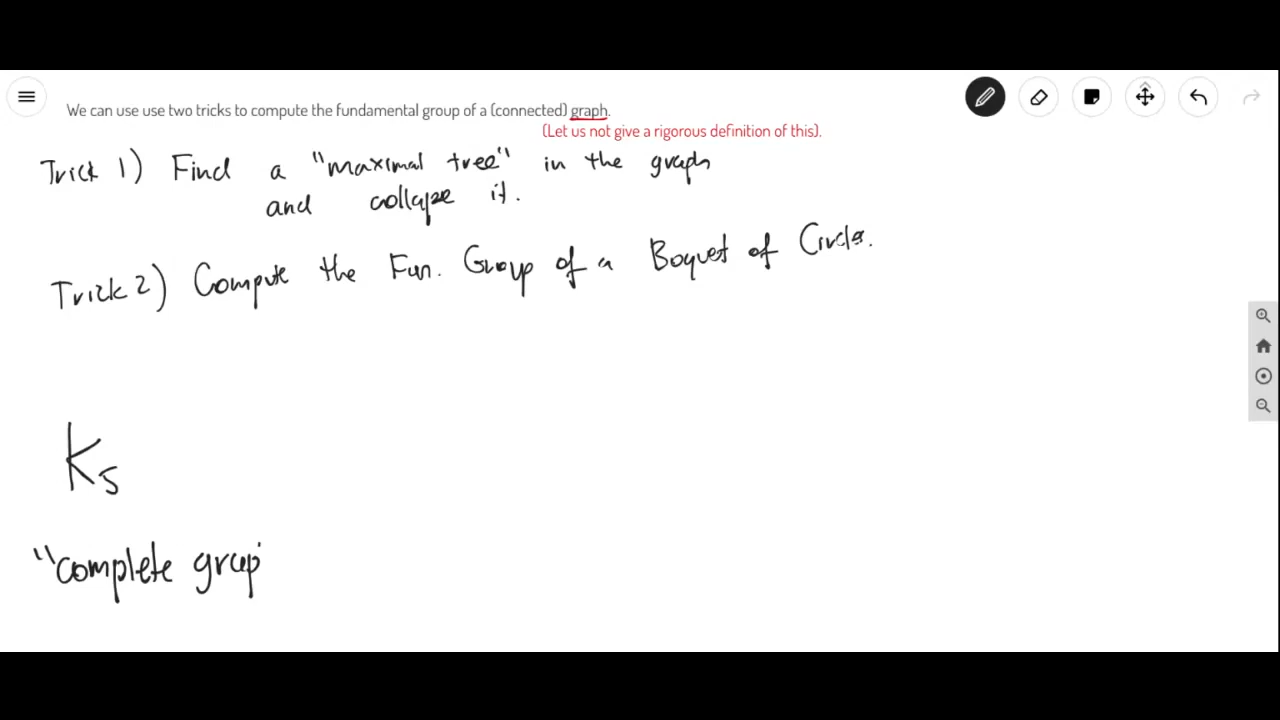 We can use use two tricks to compute the fundamental group of a (connected) graph.
(Let us not give a rigorous definition of this).
Trick 1) Find a "maximal tree" in the graph
and collapse it.
Trick 2) Compute the Fun. Group of a Boquet of Circles.
K5
"complete grap